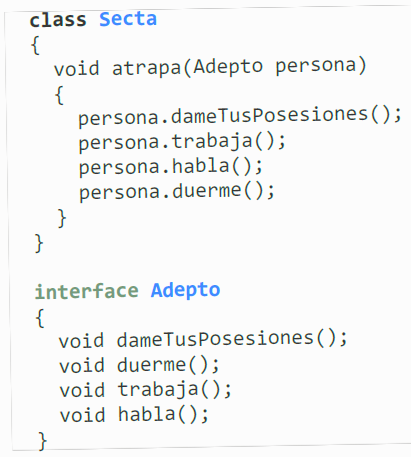 class Secta
{
  void atrapa(Adepto persona)
  {
    persona.dameTusPosesiones();
    persona.trabaja();
    persona.habla();
    persona.duerme();
  }
}

interface Adepto
{
  void dameTusPosesiones();
  void duerme();
  void trabaja();
  void habla();
}